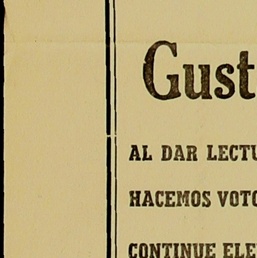 Gust
AL DAR LECTU
HACEMOS VOTO
CONTINUE ELE